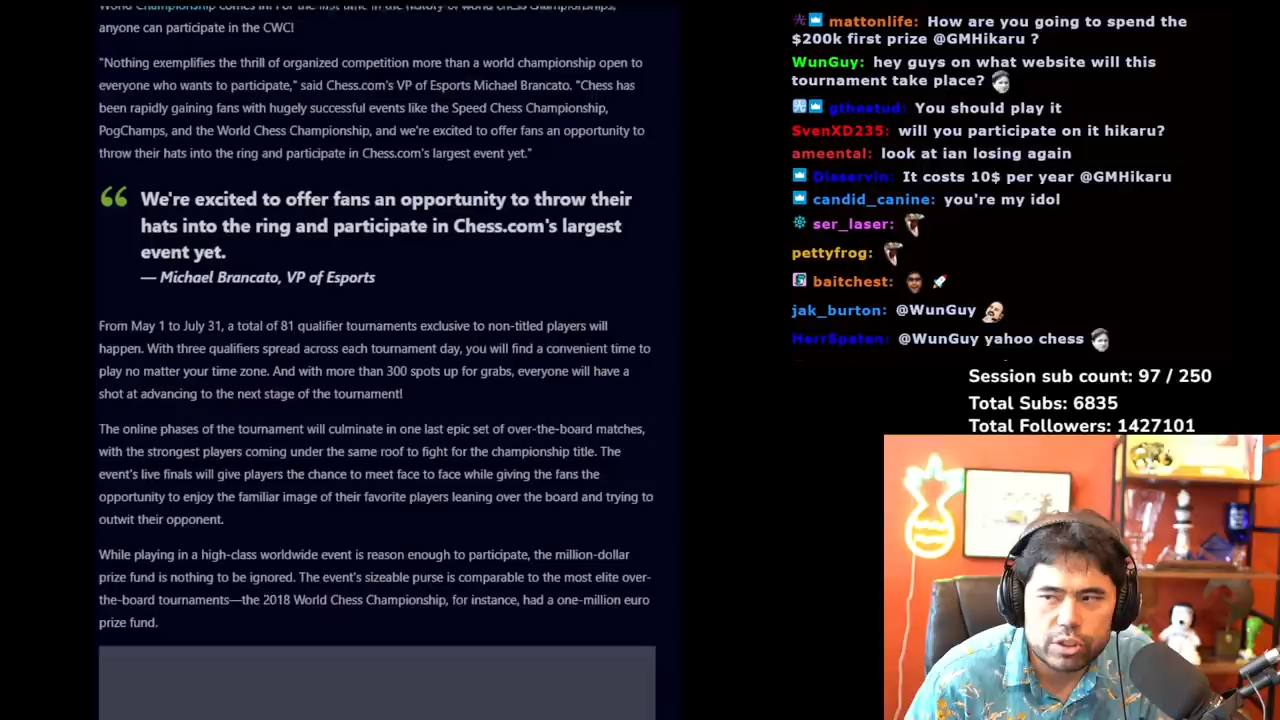 World Championship comes in! For the first time in the history of world chess championships,
anyone can participate in the CWC!
"Nothing exemplifies the thrill of organized competition more than a world championship open to
everyone who wants to participate," said Chess.com's VP of Esports Michael Brancato. "Chess has
been rapidly gaining fans with hugely successful events like the Speed Chess Championship,
PogChamps, and the World Chess Championship, and we're excited to offer fans an opportunity to
throw their hats into the ring and participate in Chess.com's largest event yet."
“ We're excited to offer fans an opportunity to throw their
hats into the ring and participate in Chess.com's largest
event yet.
— Michael Brancato, VP of Esports
From May 1 to July 31, a total of 81 qualifier tournaments exclusive to non-titled players will
happen. With three qualifiers spread across each tournament day, you will find a convenient time to
play no matter your time zone. And with more than 300 spots up for grabs, everyone will have a
shot at advancing to the next stage of the tournament!
The online phases of the tournament will culminate in one last epic set of over-the-board matches,
with the strongest players coming under the same roof to fight for the championship title. The
event's live finals will give players the chance to meet face to face while giving the fans the
opportunity to enjoy the familiar image of their favorite players leaning over the board and trying to
outwit their opponent.
While playing in a high-class worldwide event is reason enough to participate, the million-dollar
prize fund is nothing to be ignored. The event's sizeable purse is comparable to the most elite over-
the-board tournaments—the 2018 World Chess Championship, for instance, had a one-million euro
prize fund.
mattonlife: How are you going to spend the
$200k first prize @GMHikaru ?
WunGuy: hey guys on what website will this
tournament take place?
gthestud: You should play it
SvenXD235: will you participate on it hikaru?
ameental: look at ian losing again
Disservin: It costs 10$ per year @GMHikaru
candid_canine: you're my idol
ser_laser:
pettyfrog:
baitchest:
jak_burton: @WunGuy
HerrSpaten: @WunGuy yahoo chess
Session sub count: 97 / 250
Total Subs: 6835
Total Followers: 1427101